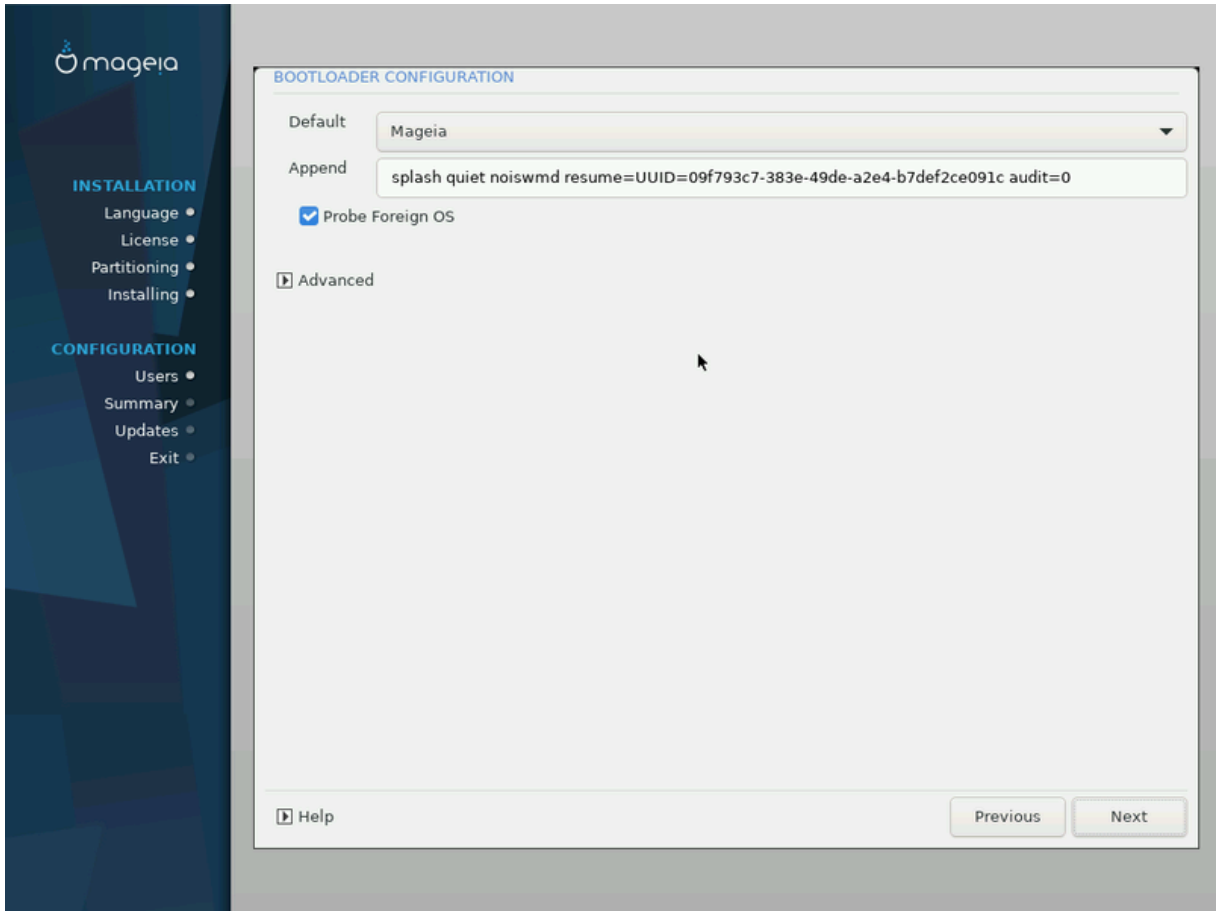 mageia
INSTALLATION
Language
License
Partitioning
Installing
CONFIGURATION
Users
Summary
Updates
Exit
BOOTLOADER CONFIGURATION
Default
Mageia
Append
splash quiet noiswmd resume=UUID=09f793c7-383e-49de-a2e4-b7def2ce091c audit=0
Probe Foreign OS
Advanced
Help
Previous
Next